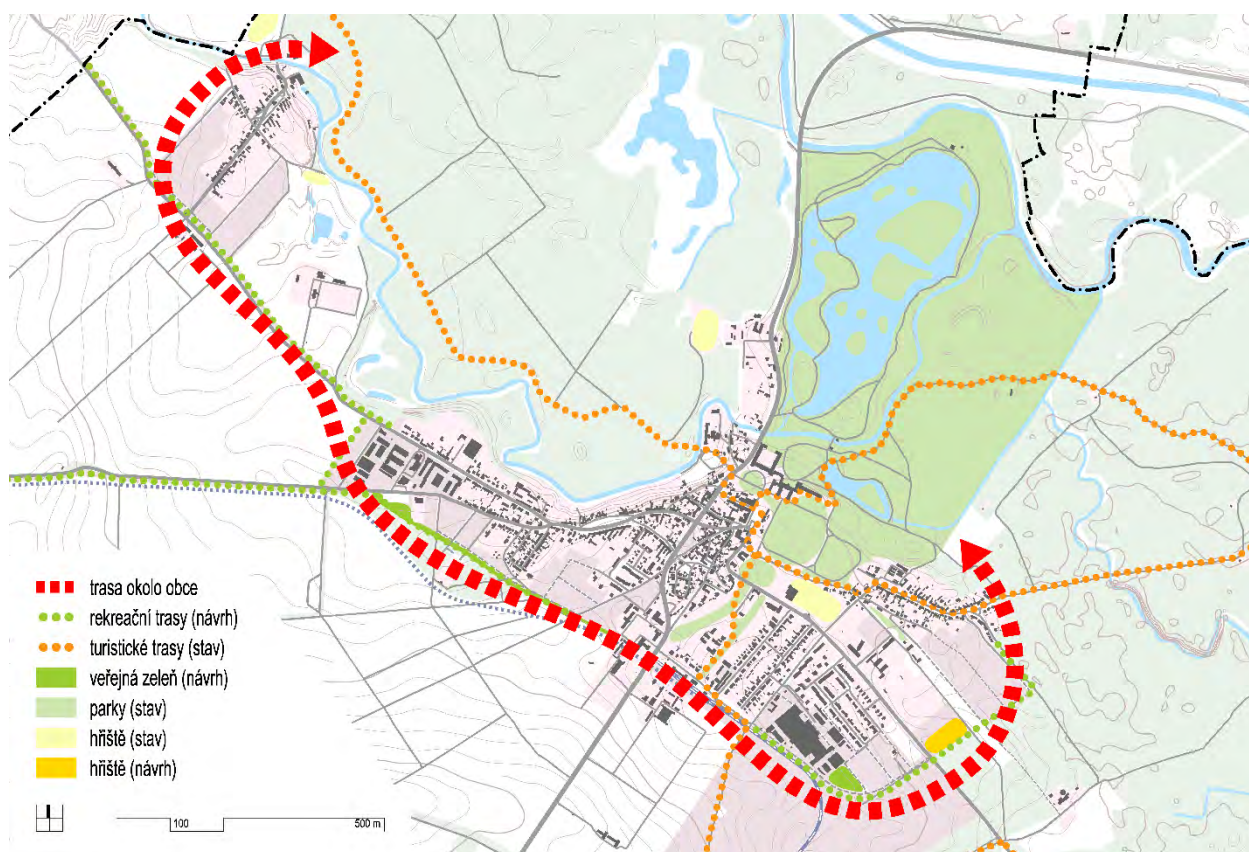 trasa okolo obce
rekreační trasy (návrh)
turistické trasy (stav)
veřejná zeleň (návrh)
parky (stav)
hřiště (stav)
hřiště (návrh)
100 500 m